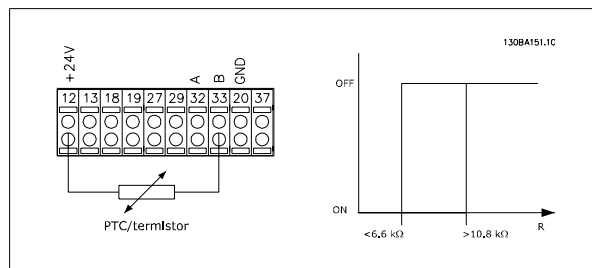 130BA151.10
+24V
A
B
GND
12 13 18 19 27 29 32 33 20 37
PTC/termistor
OFF
ON
<6.6 kΩ
>10.8 kΩ
R